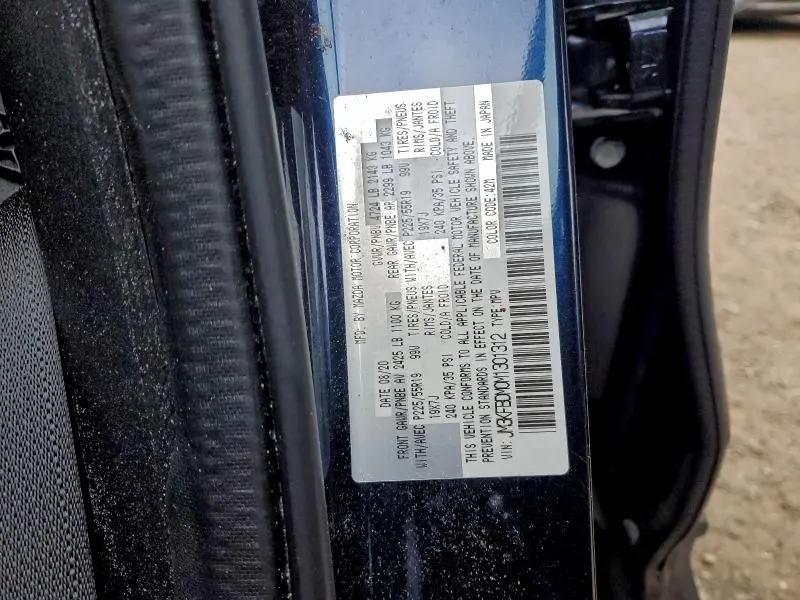 MFD. BY MAZDA MOTOR CORPORATION
DATE 08/20 GVWR/PNBV 4724 LB 2143 KG
FRONT GAWR/PNBE AV 2425 LB 1100 KG REAR GAWR/PNBE AR 2299 LB 1043 KG
WITH/AVEC P225/55R19 99V TIRES/PNEUS WITH/AVEC P225/55R19 99V TIRES/PNEUS
19X7J RIMS/JANTES 19X7J RIMS/JANTES
240 KPA/35 PSI COLD/A FROID 240 KPA/35 PSI COLD/A FROID
THIS VEHICLE CONFORMS TO ALL APPLICABLE FEDERAL MOTOR VEHICLE SAFETY AND THEFT
PREVENTION STANDARDS IN EFFECT ON THE DATE OF MANUFACTURE SHOWN ABOVE.
COLOR CODE:42M MADE IN JAPAN
VIN: JM3KFBDM0M1301312 TYPE:MPV